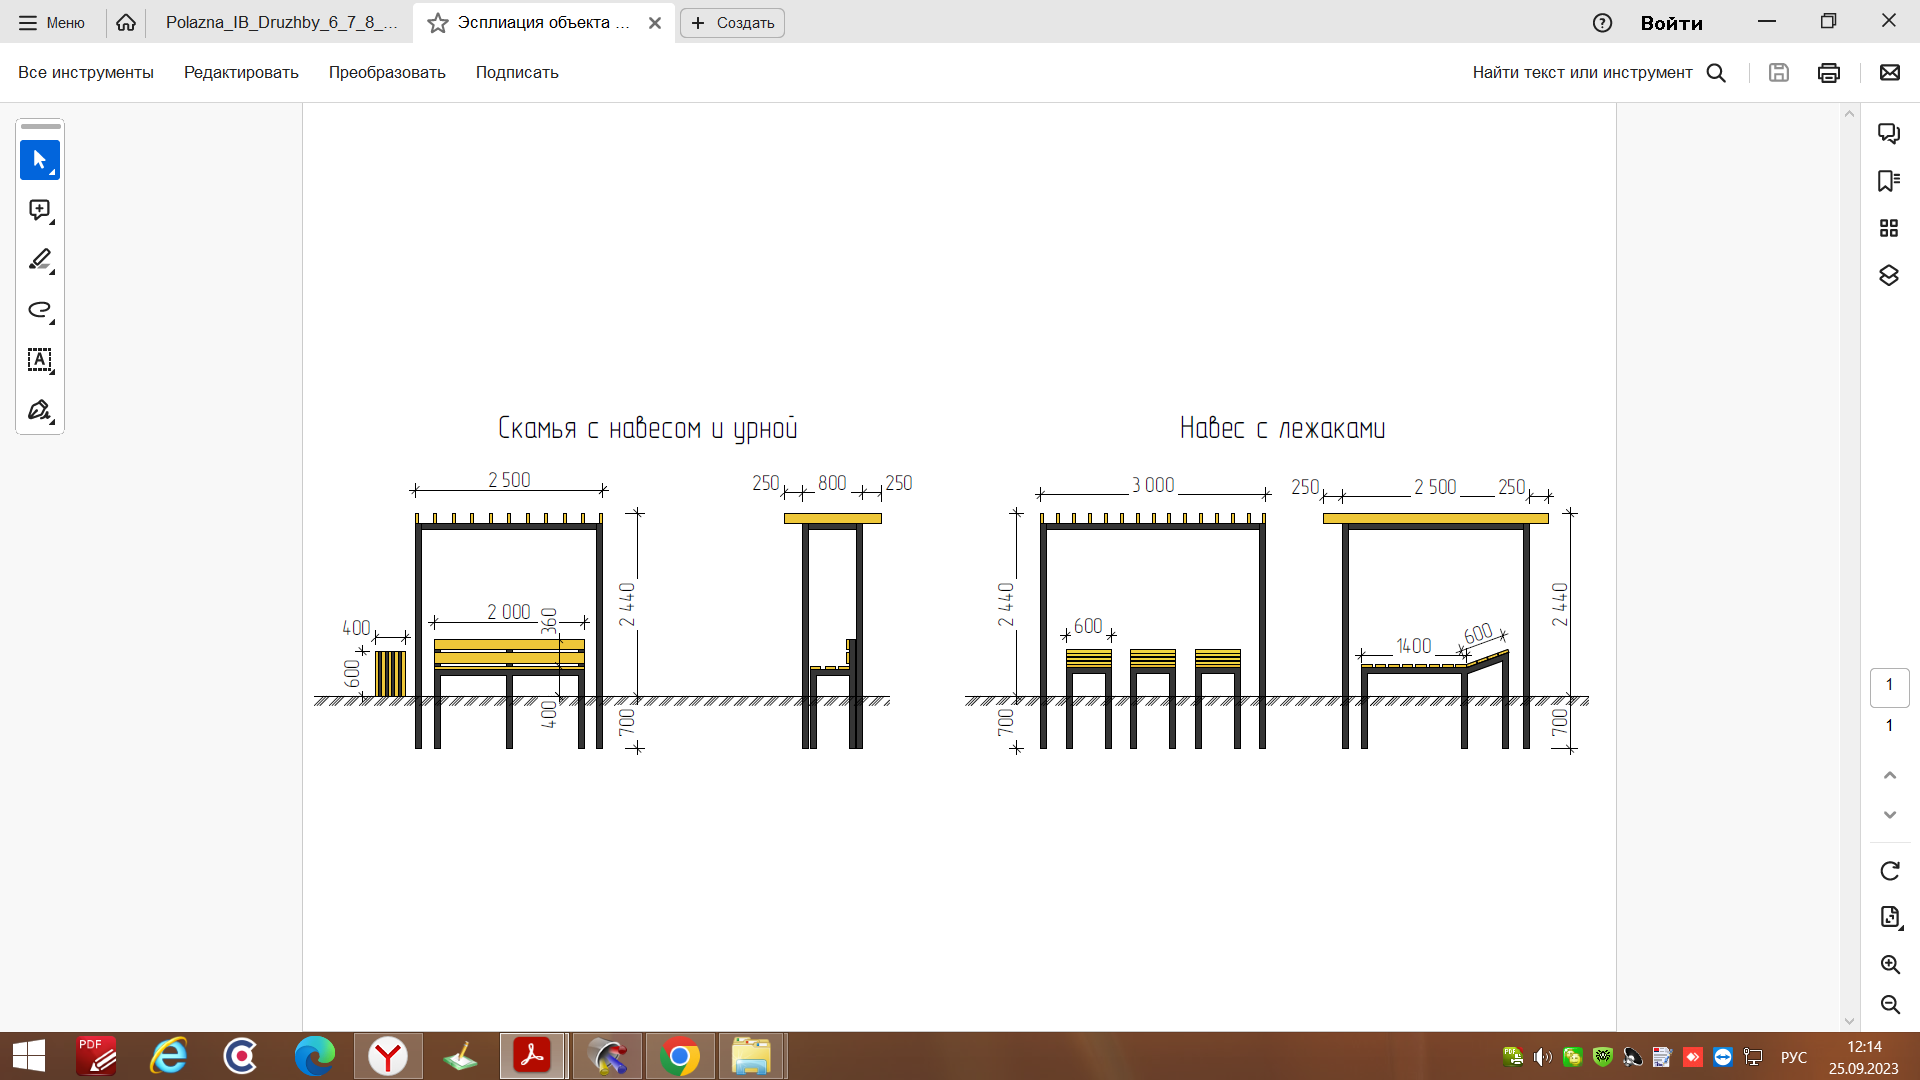 Меню
Polazna_IB_Druzhby_6_7_8_...
Эсплиация объекта ...
Создать
Войти
Все инструменты
Редактировать
Преобразовать
Подписать
Найти текст или инструмент
Скамья с навесом и урной
Навес с лежаками
2 500
250
800
250
3 000
250
2 500
250
2 000
360
2 440
400
600
400
700
2 440
700
600
1400
600
2 440
700
1
1
PDF
РУС
12:14
25.09.2023